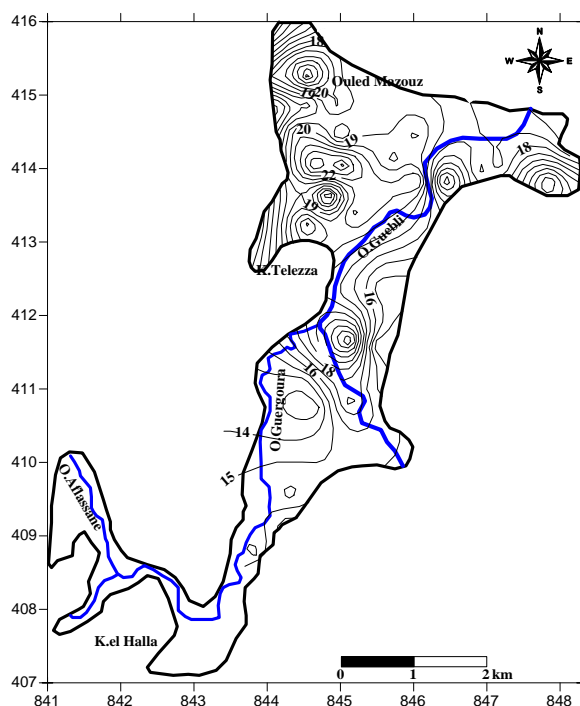 416
N
W E
S
18
Ouled Mazouz
415
19 20
20
19
18
414
22
19
413
O.Guebli
K.Telezza
16
412
18
16
411
O.Guergoura
14
410
15
O.Aflassane
409
408
K.el Halla
407
0 1 2 km
841 842 843 844 845 846 847 848